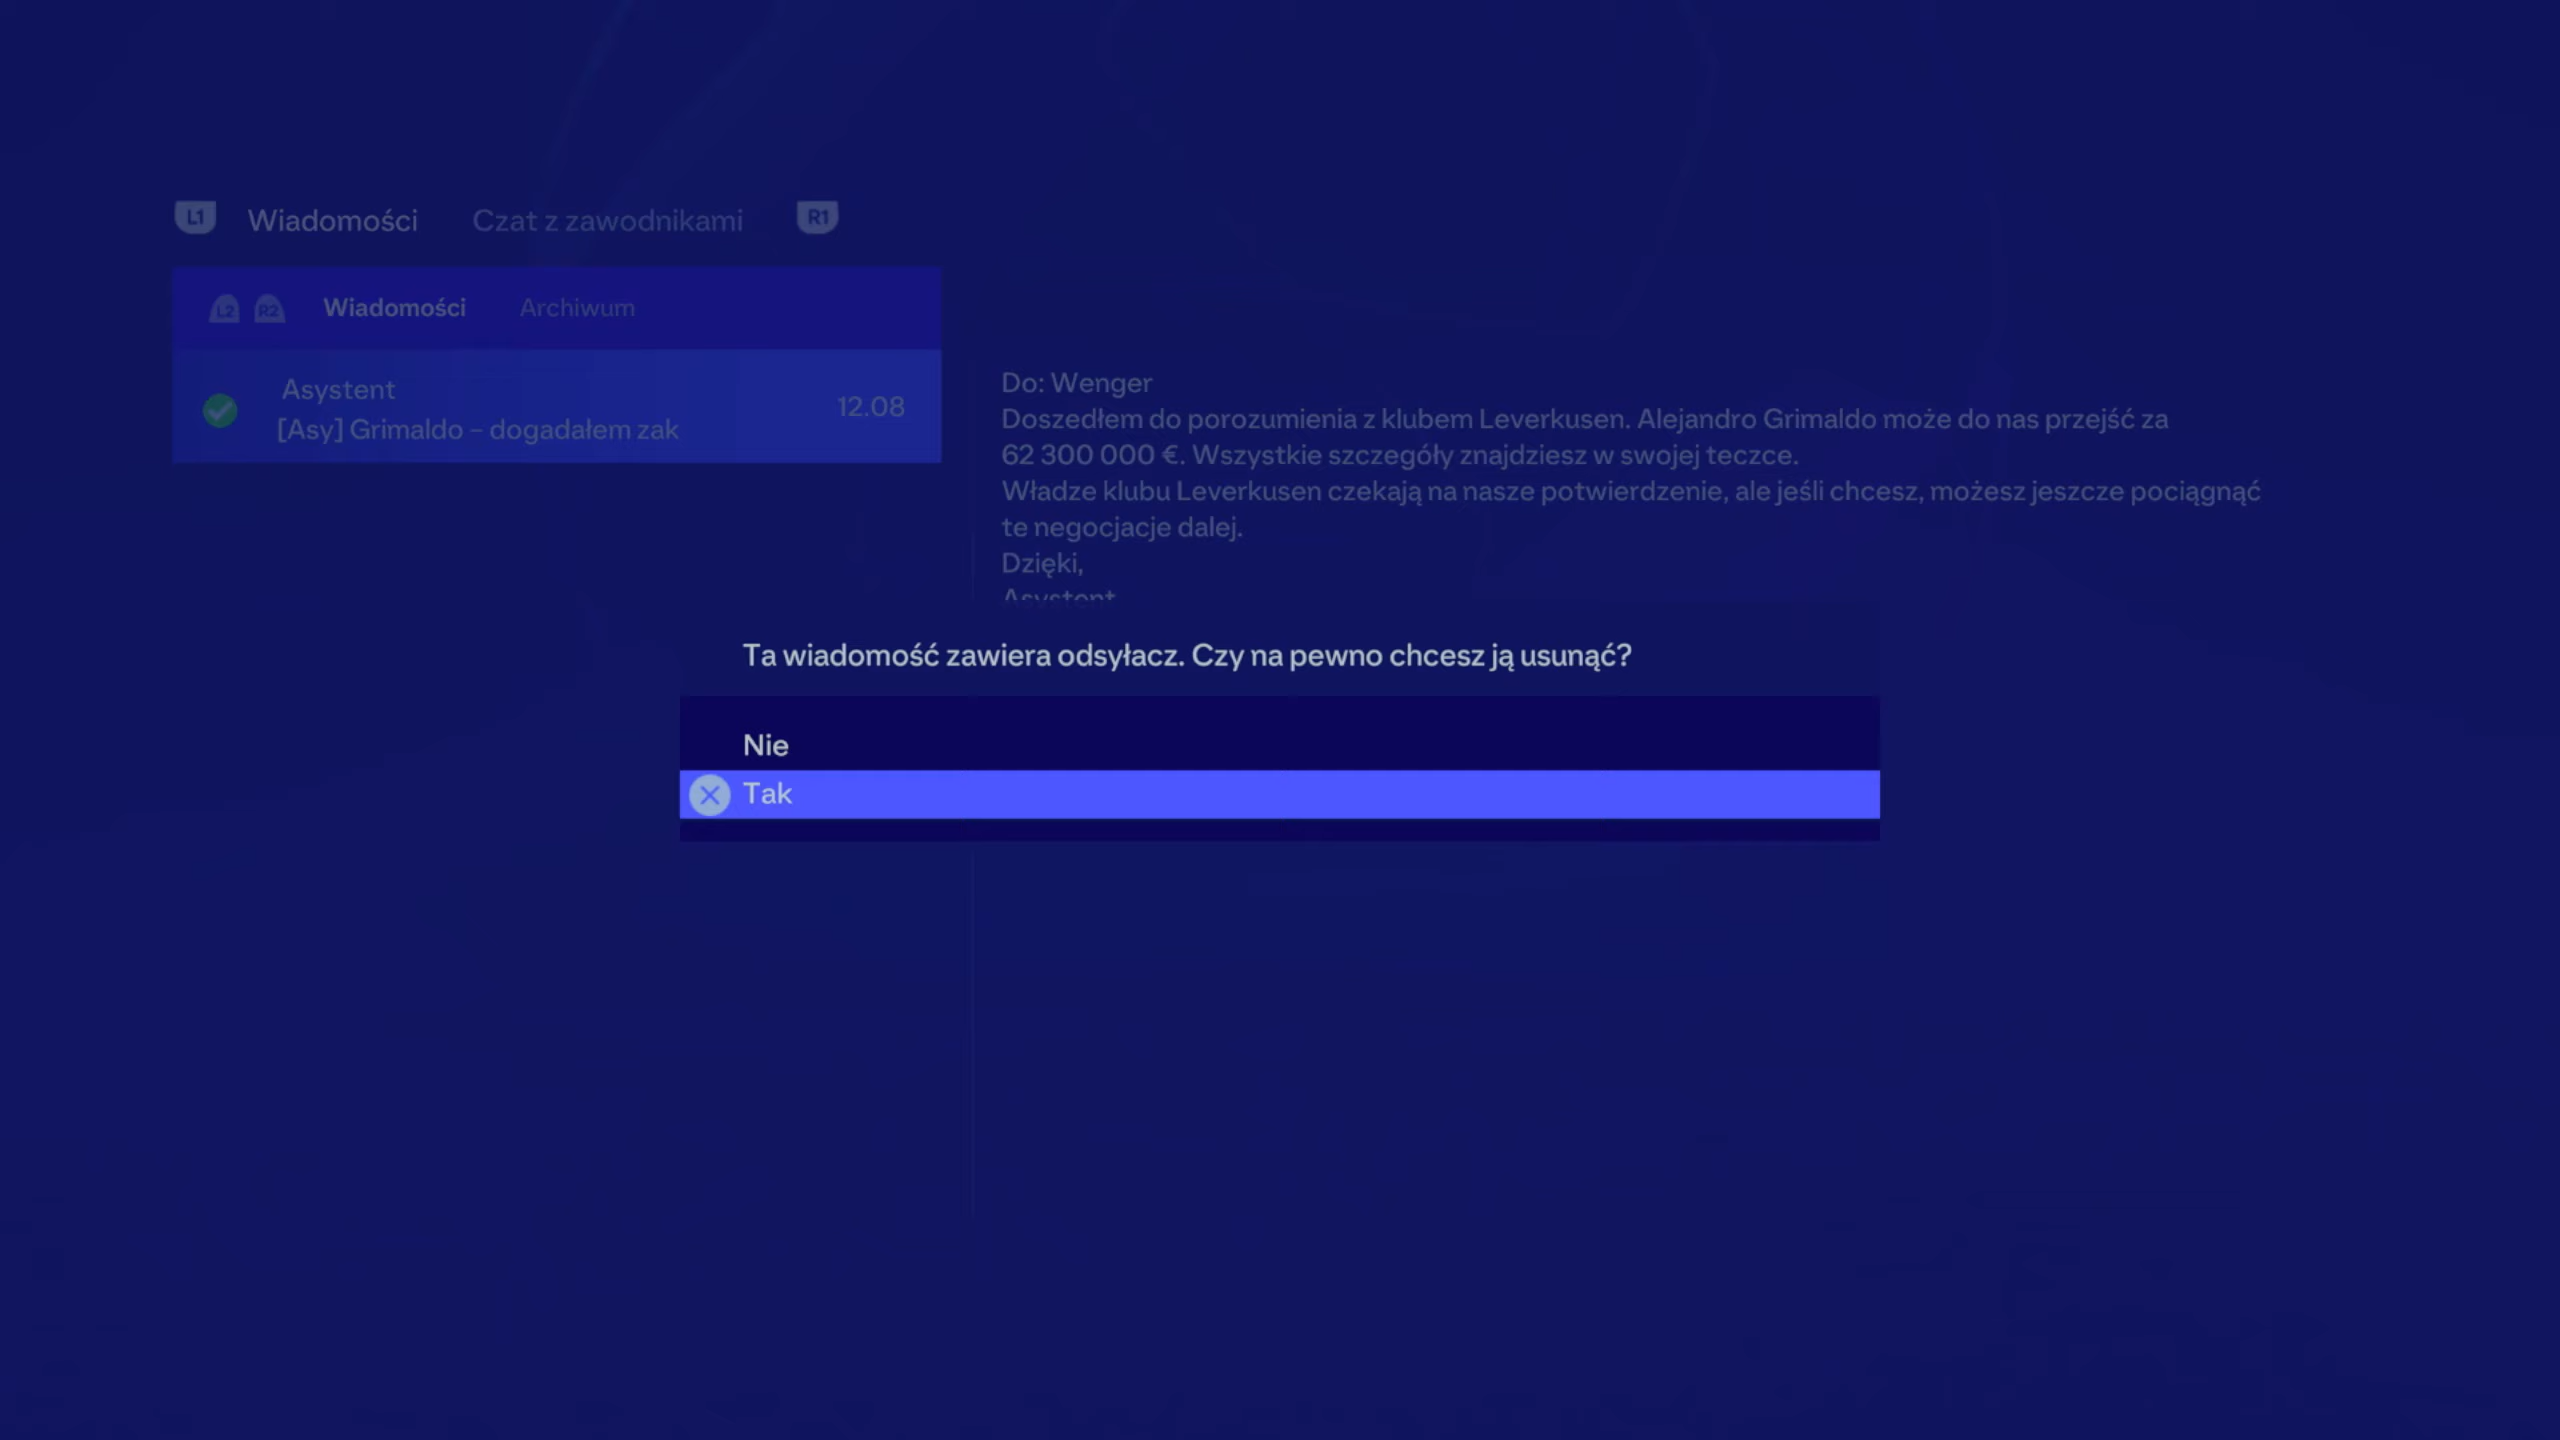 L1 Wiadomości Czat z zawodnikami R1
L2 R2 Wiadomości Archiwum
Asystent
[Asy] Grimaldo – dogadałem zak
12.08
Do: Wenger
Doszedłem do porozumienia z klubem Leverkusen. Alejandro Grimaldo może do nas przejść za
62 300 000 €. Wszystkie szczegóły znajdziesz w swojej teczce.
Władze klubu Leverkusen czekają na nasze potwierdzenie, ale jeśli chcesz, możesz jeszcze pociągnąć
te negocjacje dalej.
Dzięki,
Asystent
Ta wiadomość zawiera odsyłacz. Czy na pewno chcesz ją usunąć?
Nie
Tak